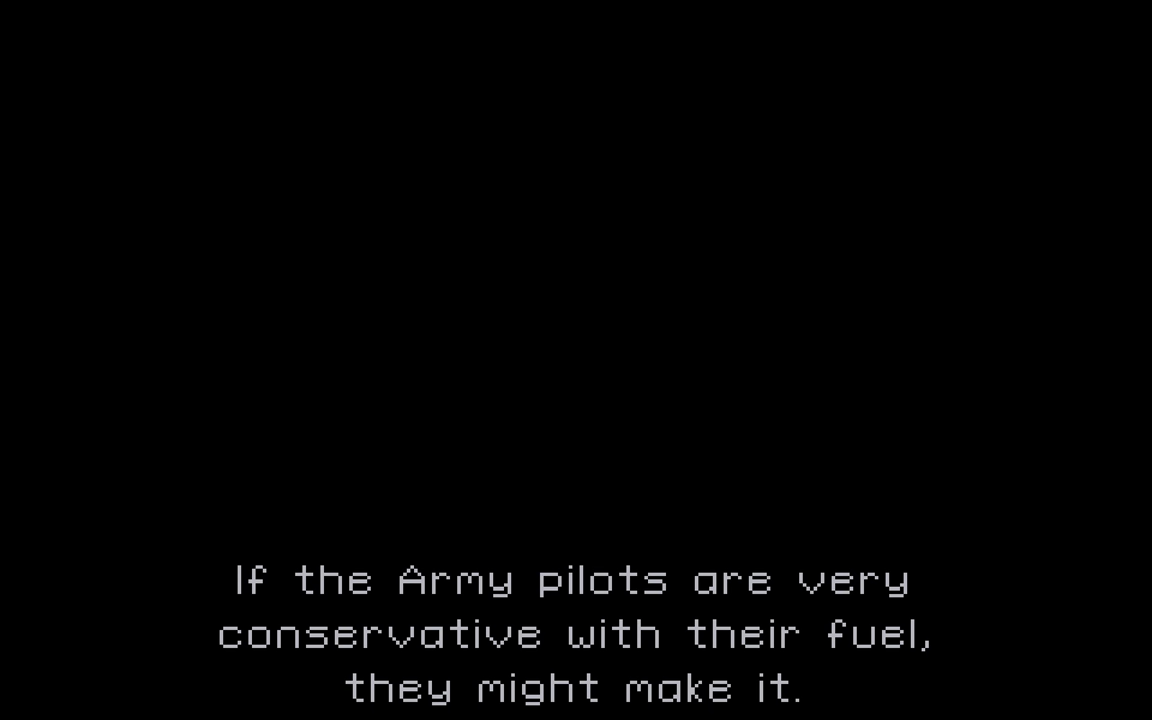 If the Army pilots are very
conservative with their fuel,
they might make it.